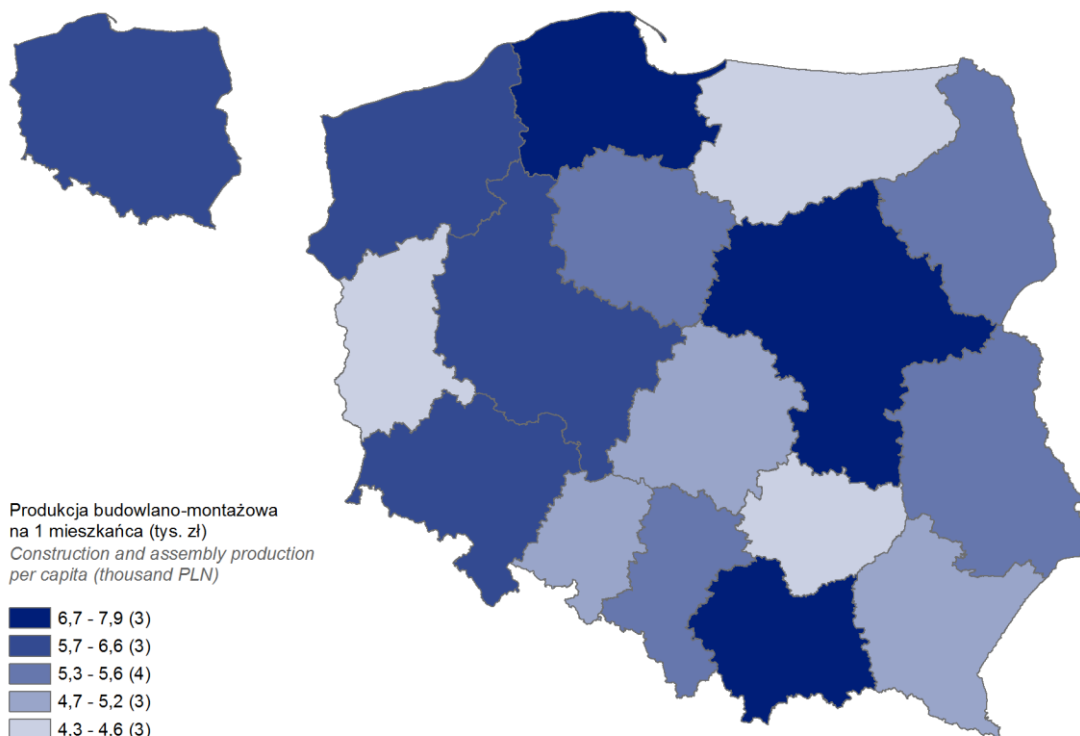 Produkcja budowlano-montażowa
na 1 mieszkańca (tys. zł)
Construction and assembly production
per capita (thousand PLN)
6,7 - 7,9 (3)
5,7 - 6,6 (3)
5,3 - 5,6 (4)
4,7 - 5,2 (3)
4,3 - 4,6 (3)